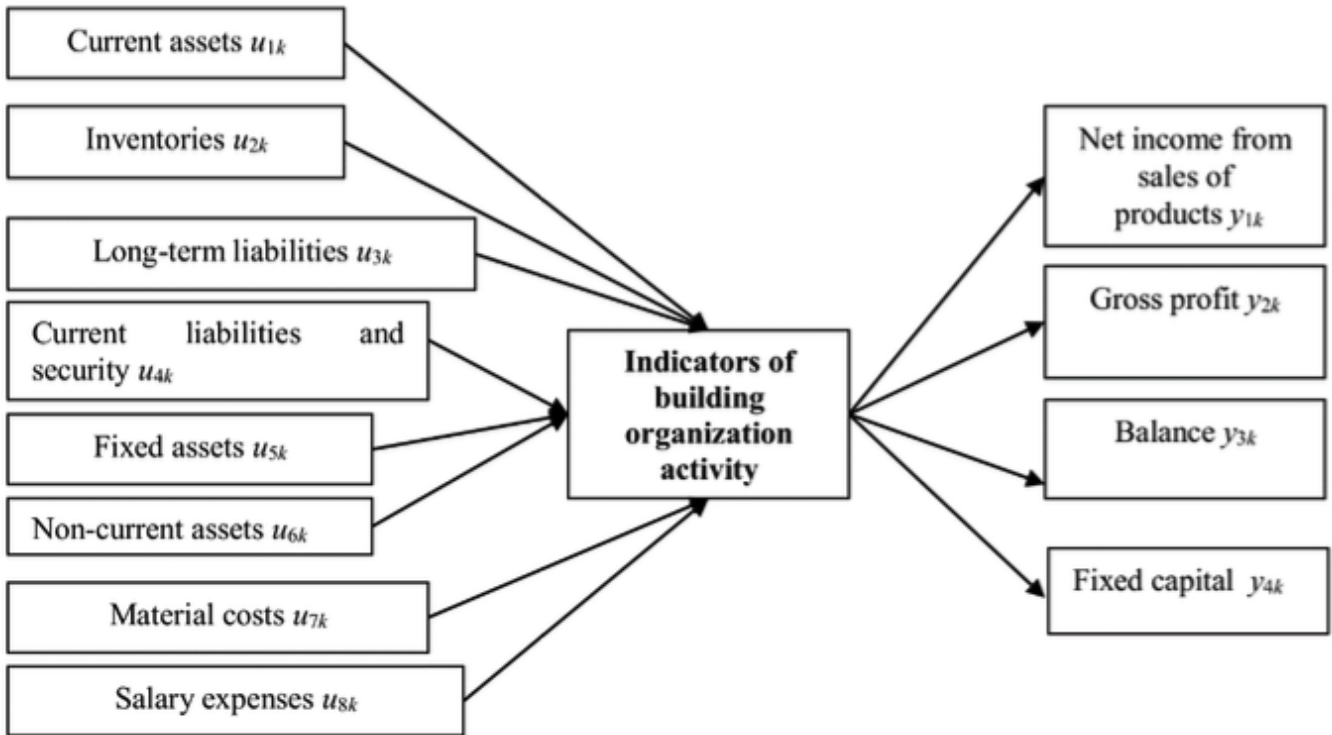 Current assets u1k
Inventories u2k
Long-term liabilities u3k
Current liabilities and
security u4k
Fixed assets u5k
Non-current assets u6k
Material costs u7k
Salary expenses u8k
Indicators of
building
organization
activity
Net income from
sales of
products y1k
Gross profit y2k
Balance y3k
Fixed capital y4k